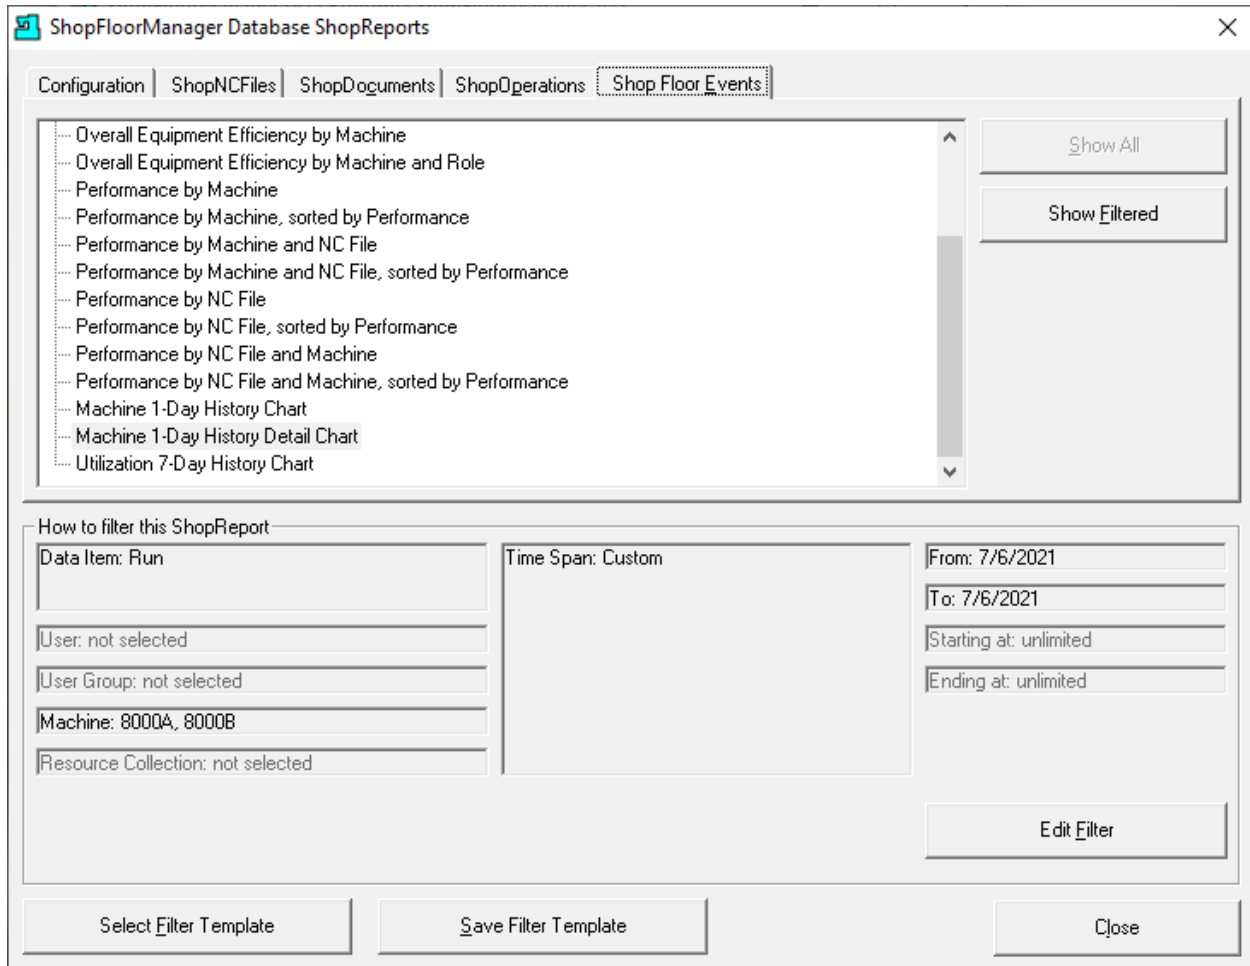 ShopFloorManager Database ShopReports
Configuration ShopNCFiles ShopDocuments ShopOperations Shop Floor Events
Overall Equipment Efficiency by Machine
Overall Equipment Efficiency by Machine and Role
Performance by Machine
Performance by Machine, sorted by Performance
Performance by Machine and NC File
Performance by Machine and NC File, sorted by Performance
Performance by NC File
Performance by NC File, sorted by Performance
Performance by NC File and Machine
Performance by NC File and Machine, sorted by Performance
Machine 1-Day History Chart
Machine 1-Day History Detail Chart
Utilization 7-Day History Chart
Show All
Show Filtered
How to filter this ShopReport
Data Item: Run
User: not selected
User Group: not selected
Machine: 8000A, 8000B
Resource Collection: not selected
Time Span: Custom
From: 7/6/2021
To: 7/6/2021
Starting at: unlimited
Ending at: unlimited
Edit Filter
Select Filter Template
Save Filter Template
Close